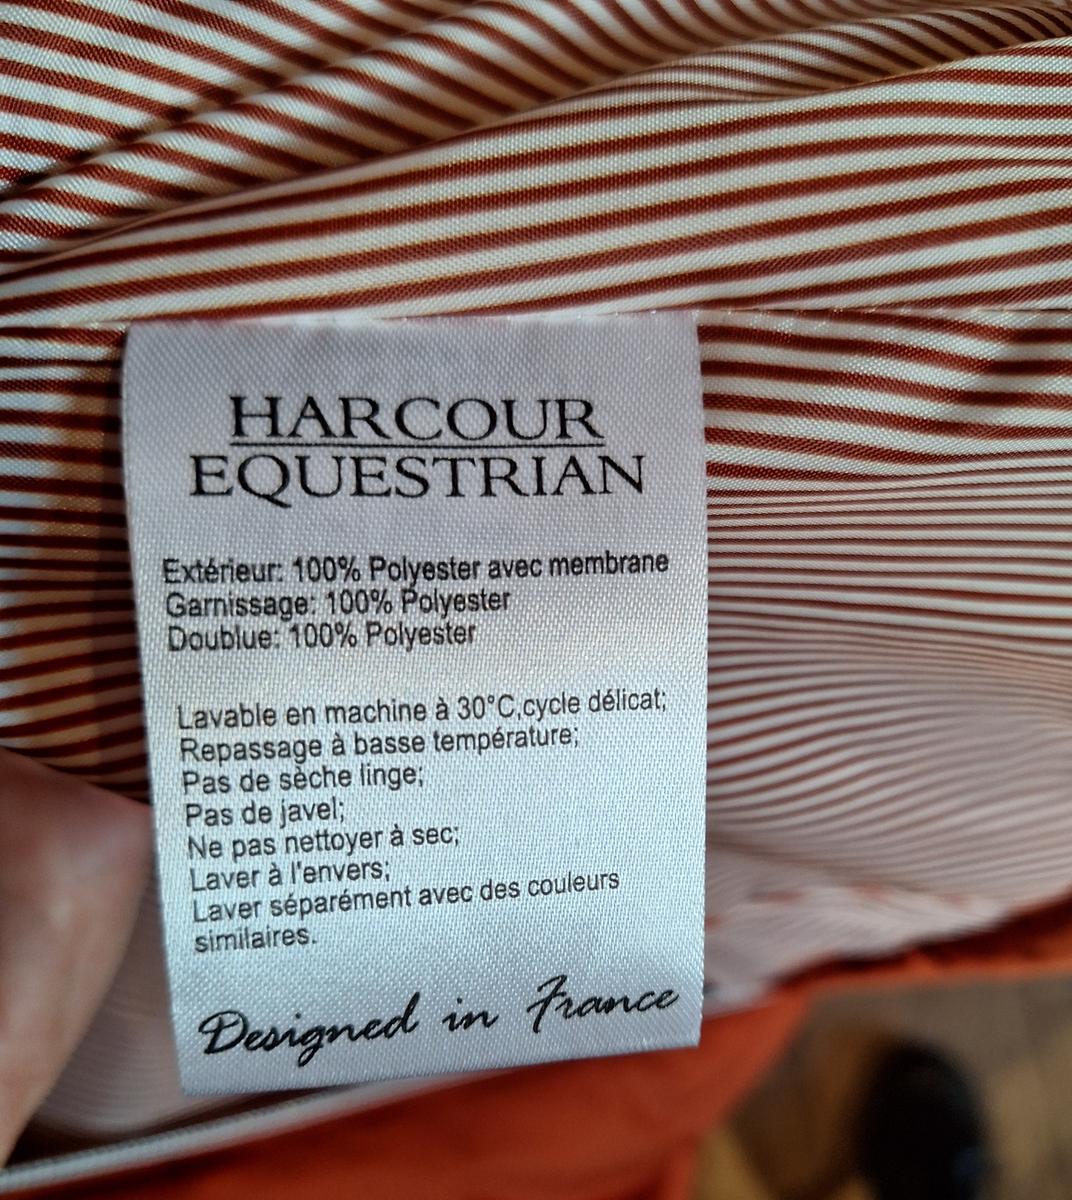 HARCOUR
EQUESTRIAN
Extérieur: 100% Polyester avec membrane
Garnissage: 100% Polyester
Doublue: 100% Polyester
Lavable en machine à 30°C,cycle délicat;
Repassage à basse température;
Pas de sèche linge;
Pas de javel;
Ne pas nettoyer à sec;
Laver à l'envers;
Laver séparément avec des couleurs
similaires.
Designed in France